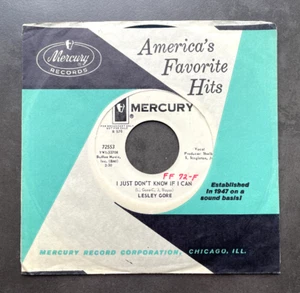 Mercury
RECORDS
America's
Favorite
Hits
MERCURY
72553
Vocal
FF 72-F
I JUST DON'T KNOW IF I CAN
LESLEY GORE
Established
in 1947 on a
sound basis!
MERCURY RECORD CORPORATION, CHICAGO, ILL.